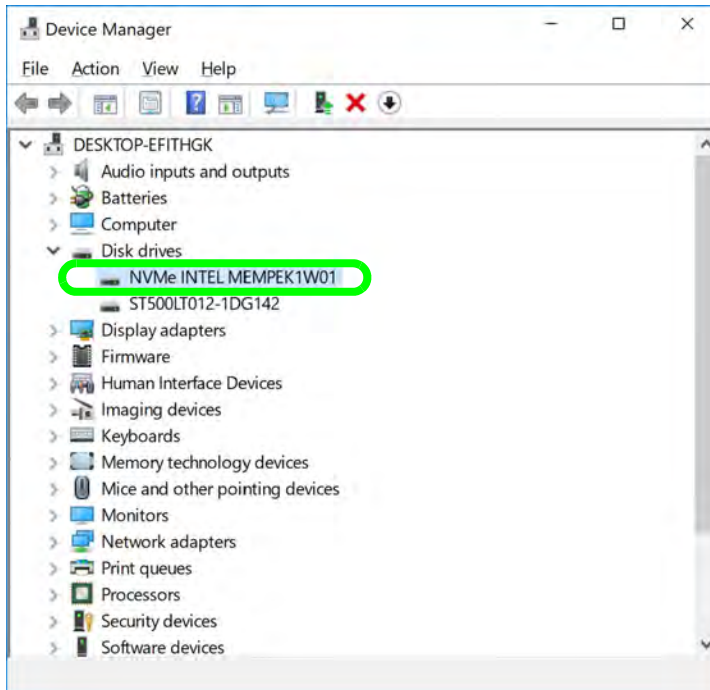 Device Manager
File Action View Help
DESKTOP-EFITHGK
Audio inputs and outputs
Batteries
Computer
Disk drives
NVMe INTEL MEMPEK1W01
ST500LT012-1DG142
Display adapters
Firmware
Human Interface Devices
Imaging devices
Keyboards
Memory technology devices
Mice and other pointing devices
Monitors
Network adapters
Print queues
Processors
Security devices
Software devices